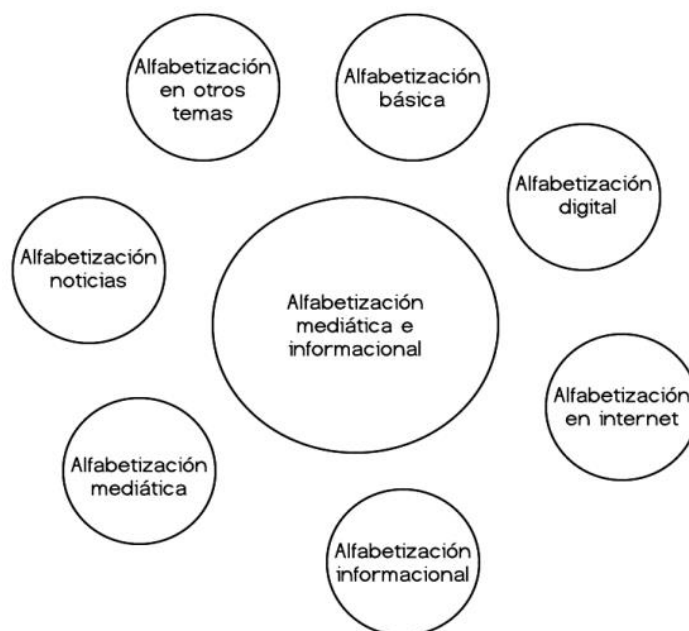 Alfabetización
en otros
temas
Alfabetización
básica
Alfabetización
digital
Alfabetización
noticias
Alfabetización
mediática e
informacional
Alfabetización
en internet
Alfabetización
mediática
Alfabetización
informacional